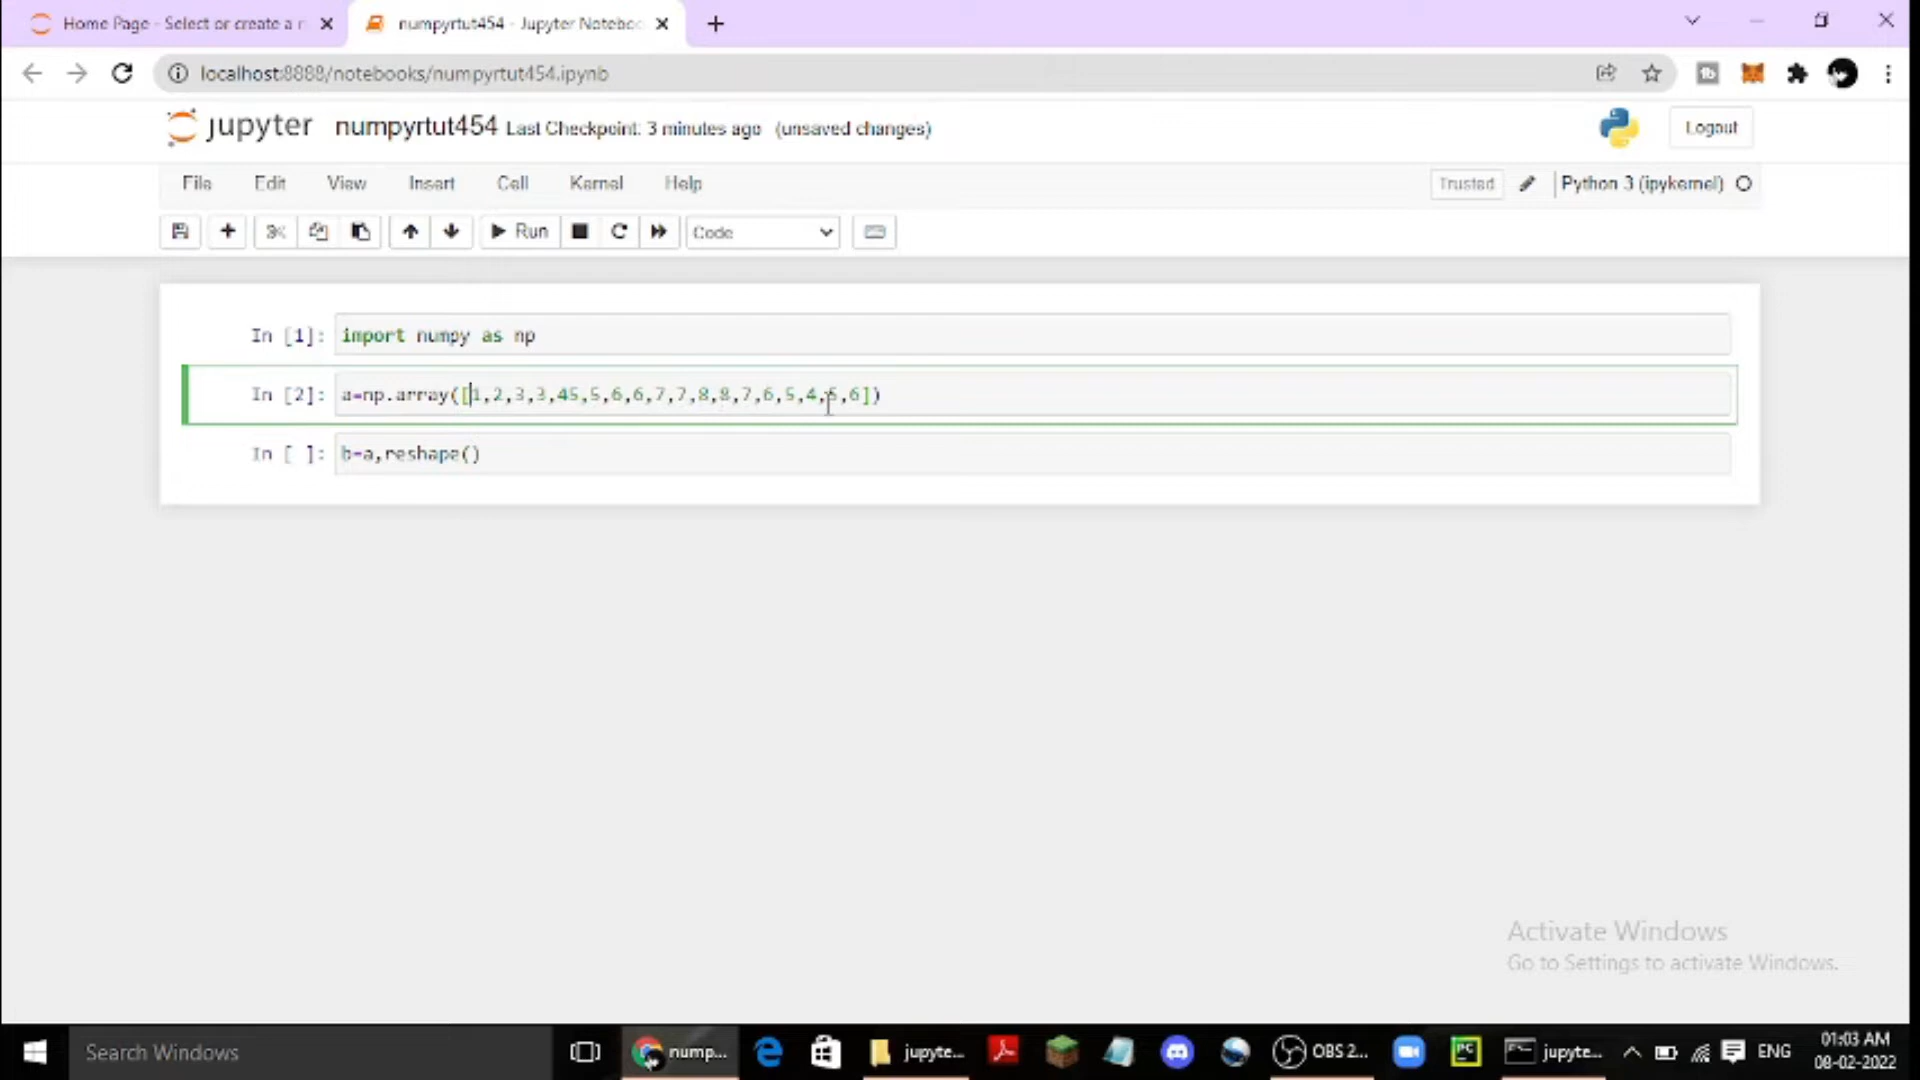 Home Page - Select or create a n
numpyrtut454 - Jupyter Noteboo
localhost:8888/notebooks/numpyrtut454.ipynb
jupyter numpyrtut454 Last Checkpoint: 3 minutes ago (unsaved changes)
Logout
File Edit View Insert Cell Kernel Help
Trusted
Python 3 (ipykernel)
Run
Code
In [1]: import numpy as np
In [2]: a=np.array([1,2,3,3,45,5,6,6,7,7,8,8,7,6,5,4,5,6])
In [ ]: b=a,reshape()
Activate Windows
Go to Settings to activate Windows.
Search Windows
nump...
jupyte...
OBS 2...
jupyte...
ENG
01:03 AM
08-02-2022